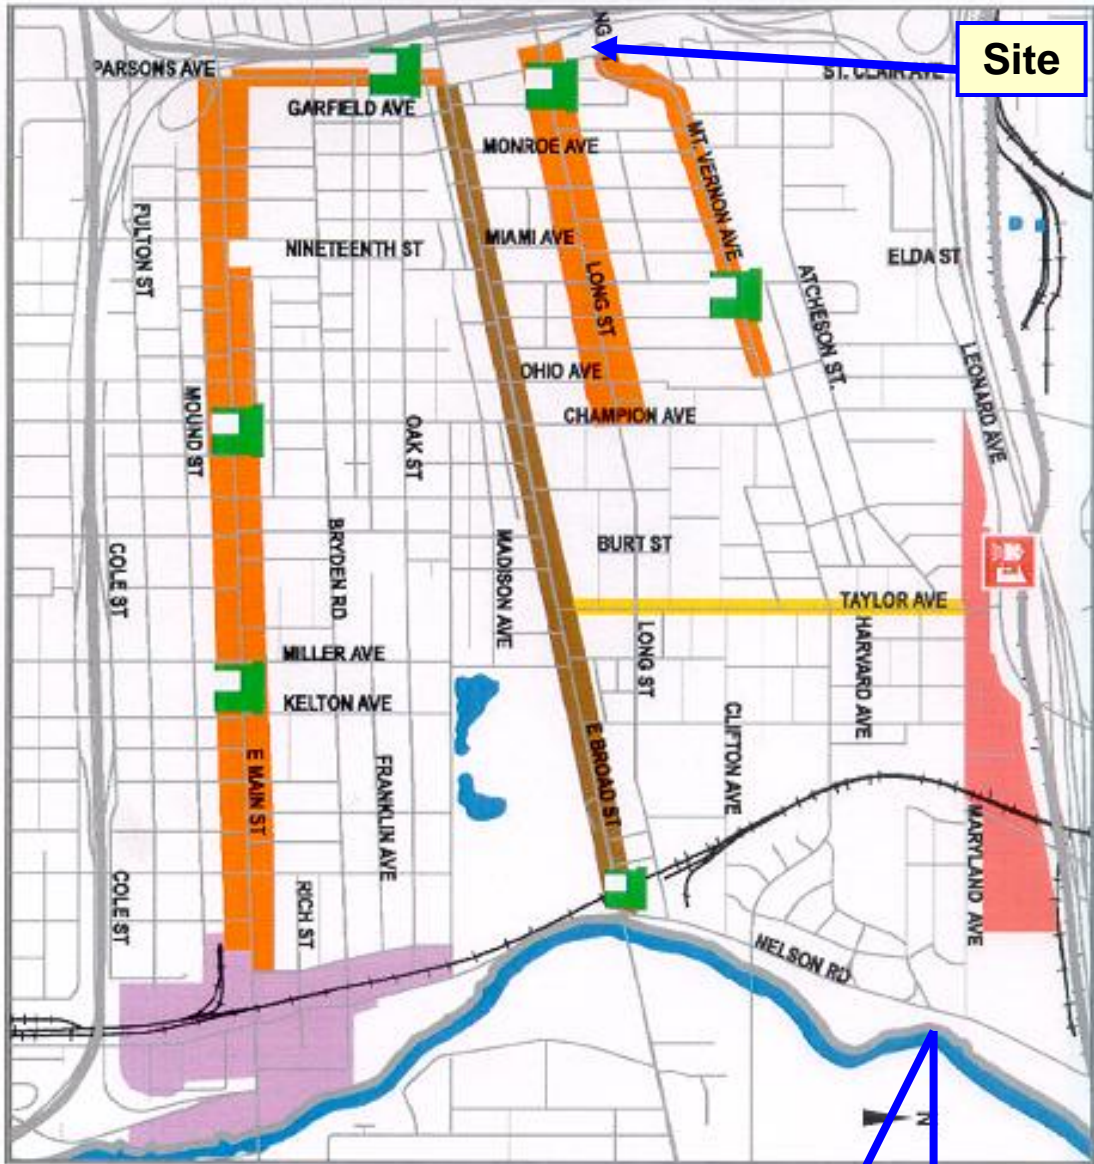 NG
Site
PARSONS AVE
ST. CLAIR AVE
GARFIELD AVE
MONROE AVE
MT. VERNON AVE
FULTON ST
NINETEENTH ST
MIAMI AVE
ELDA ST
LONG ST
ATCHESON ST.
OHIO AVE
LEONARD AVE
CHAMPION AVE
MOUND ST
OAK ST
BRYDEN RD
MADISON AVE
BURT ST
COLE ST
TAYLOR AVE
HARVARD AVE
LONG ST
MILLER AVE
KELTON AVE
CLIFTON AVE
E MAIN ST
FRANKLIN AVE
E BROAD ST
MARYLAND AVE
COLE ST
RICH ST
NELSON RD
N